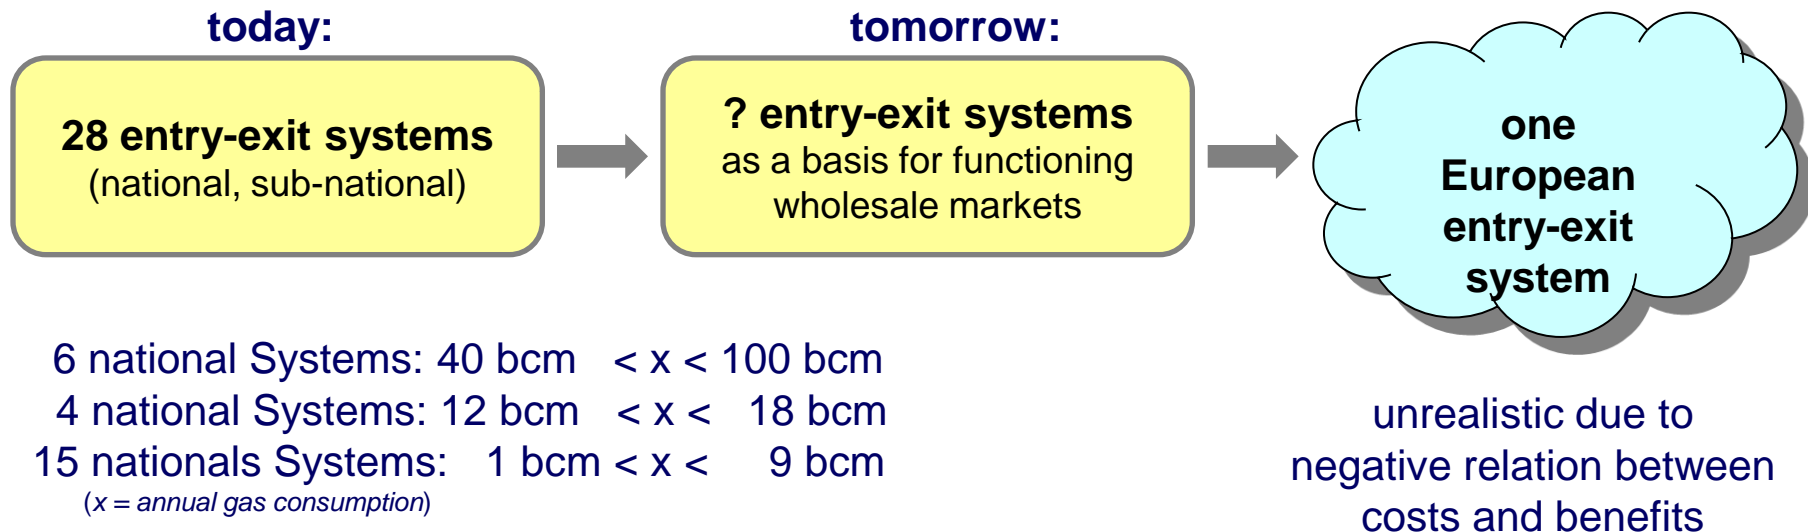 today:
28 entry-exit systems
(national, sub-national)
tomorrow:
? entry-exit systems
as a basis for functioning
wholesale markets
one
European
entry-exit
system
6 national Systems: 40 bcm < x < 100 bcm
4 national Systems: 12 bcm < x < 18 bcm
15 nationals Systems: 1 bcm < x < 9 bcm
(x = annual gas consumption)
unrealistic due to
negative relation between
costs and benefits